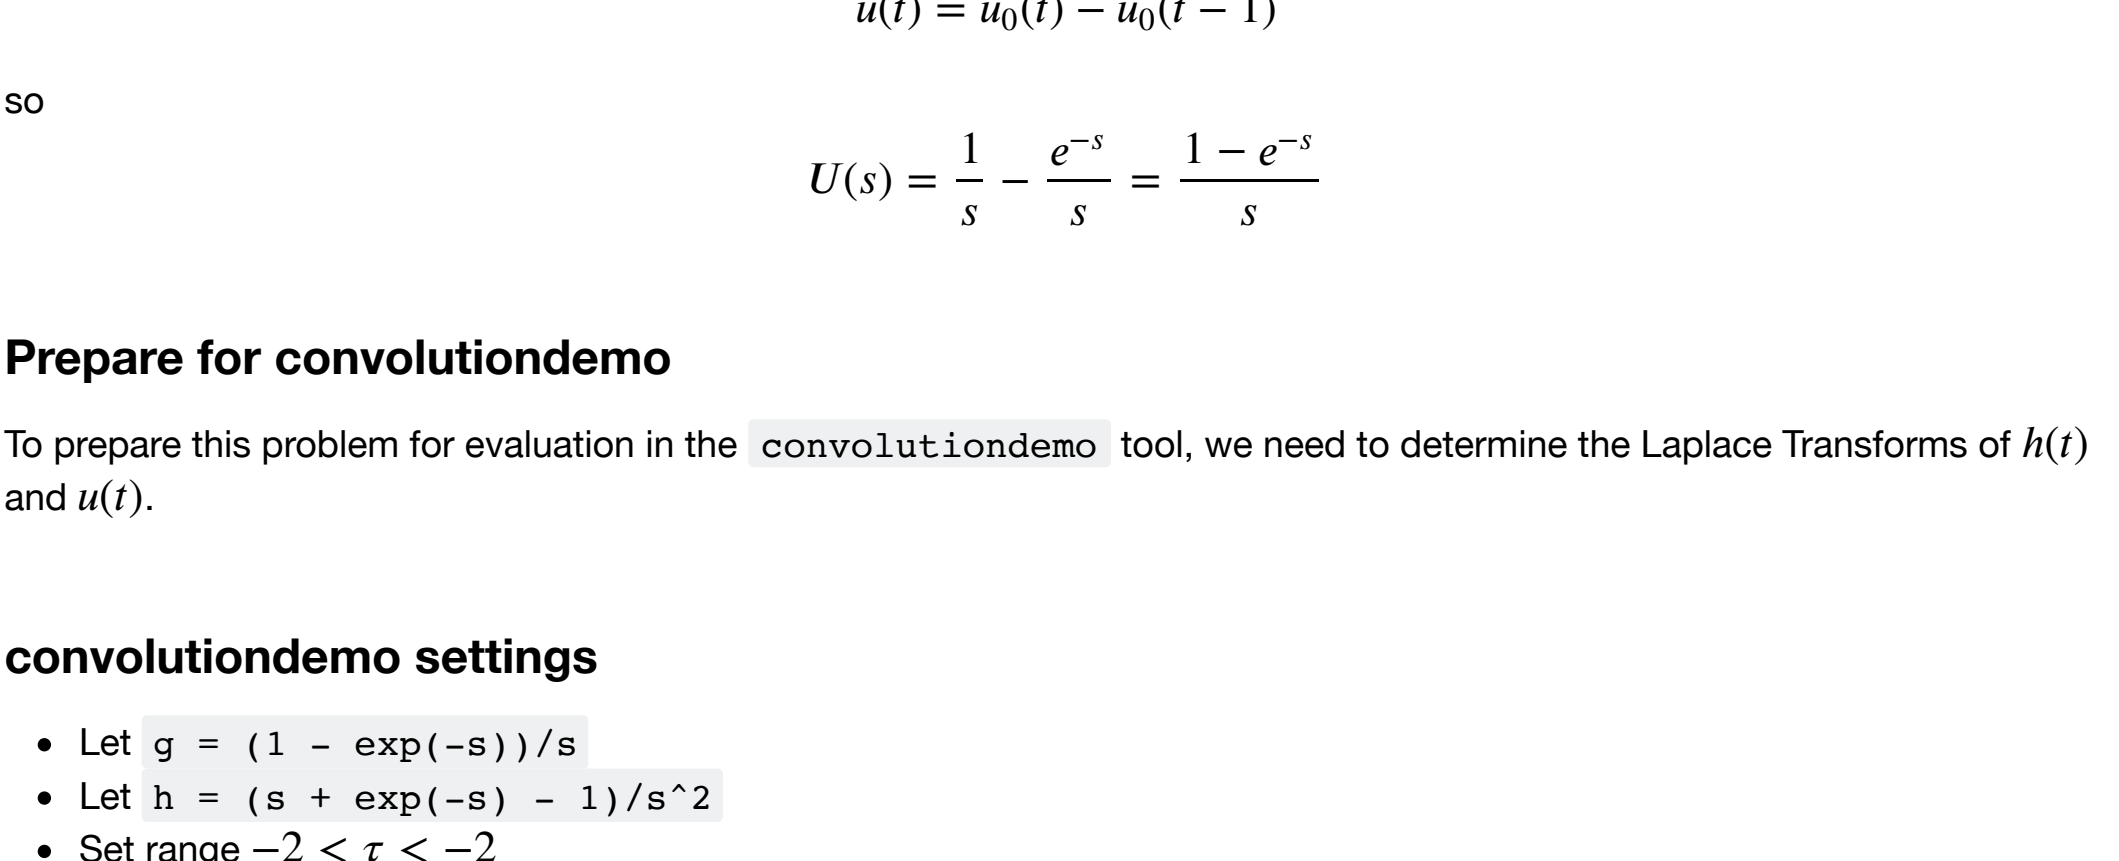 u(t) = u₀(t) − u₀(t − 1)
so
U(s) = 1/s − e⁻ˢ/s = (1 − e⁻ˢ)/s
Prepare for convolutiondemo
To prepare this problem for evaluation in the convolutiondemo tool, we need to determine the Laplace Transforms of h(t)
and u(t).
convolutiondemo settings
• Let g = (1 - exp(-s))/s
• Let h = (s + exp(-s) - 1)/s^2
• Set range −2 < τ < −2